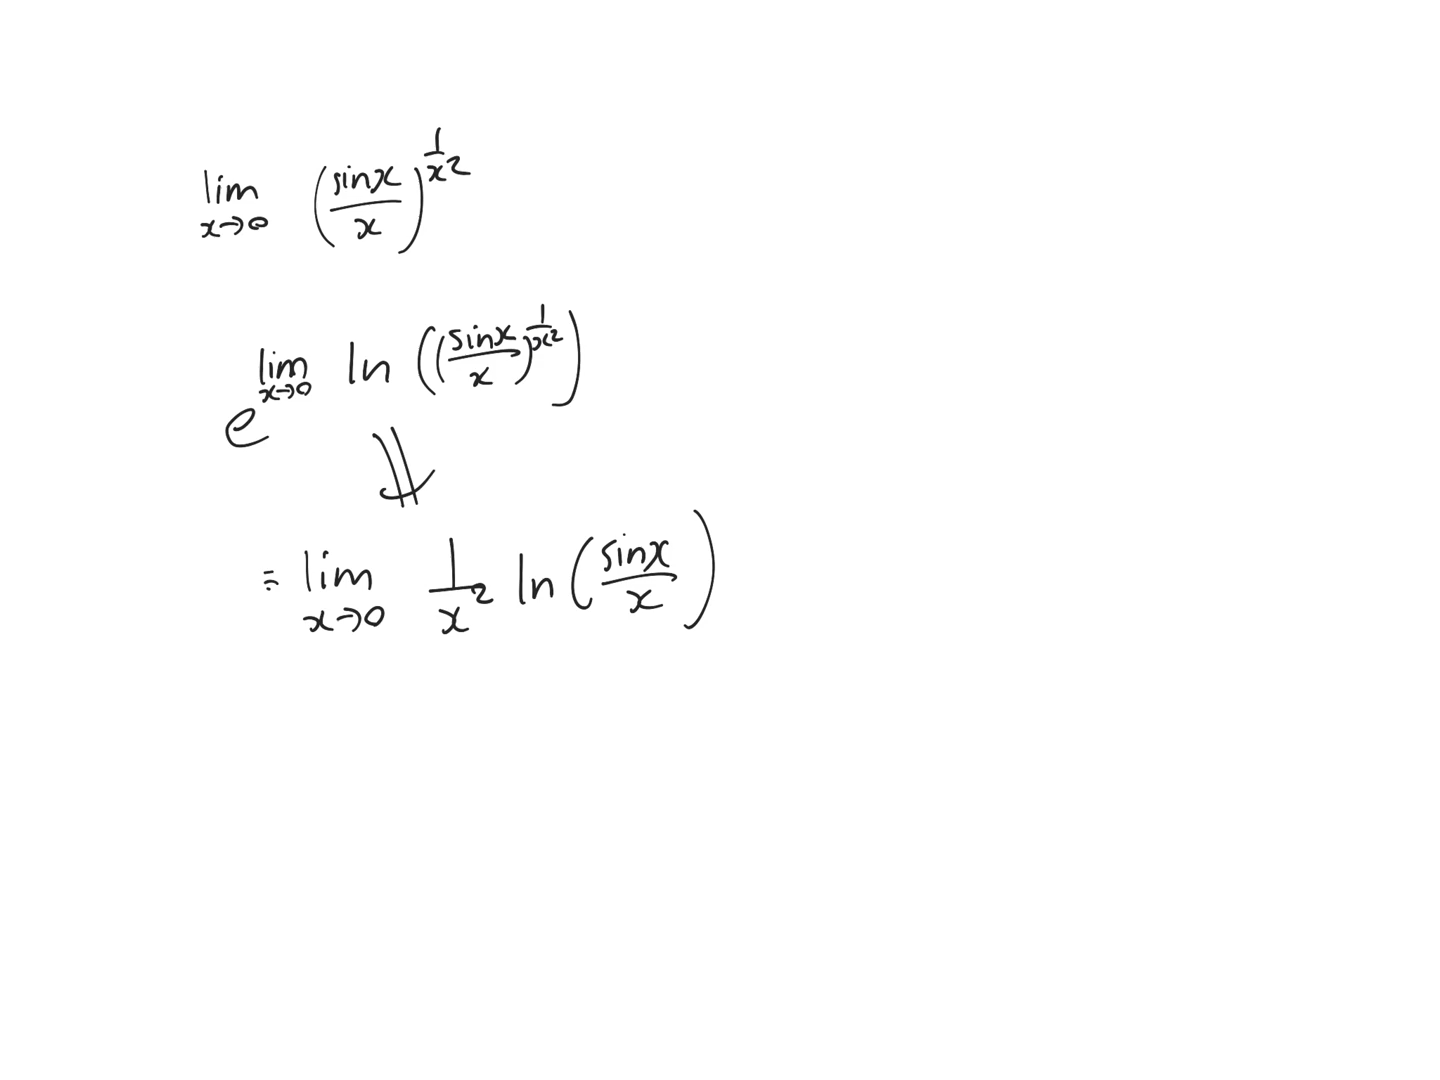 lim x→0 (sinx/x)^(1/x²)
e^(lim x→0 ln((sinx/x)^(1/x²)))
⇓
= lim x→0 1/x² ln(sinx/x)